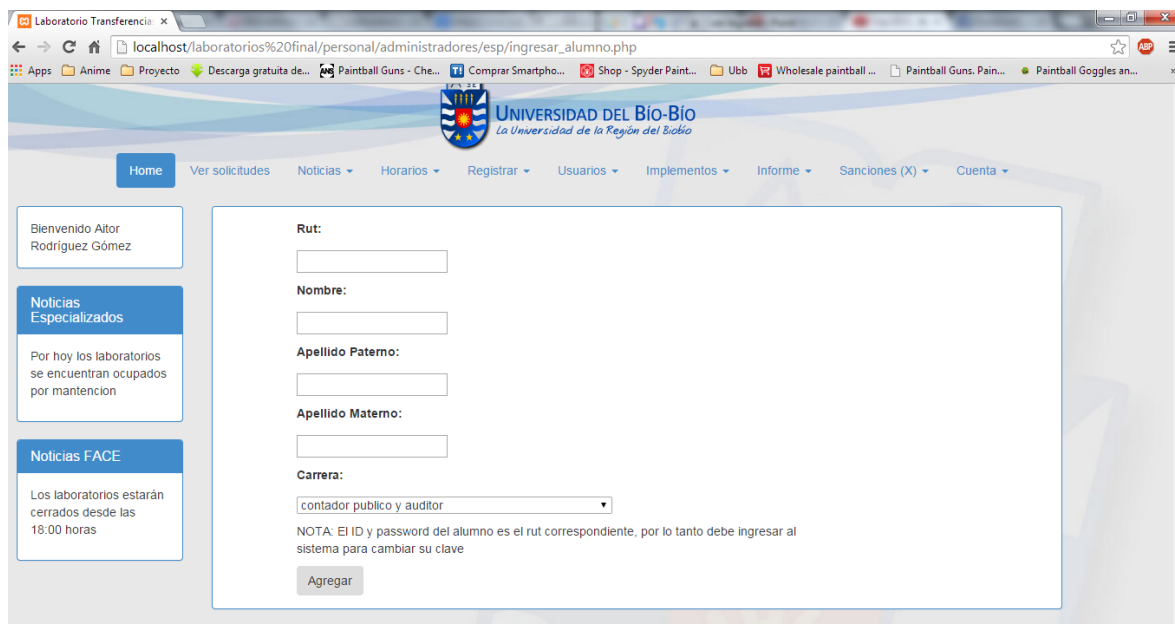 Laboratorio Transferencia
localhost/laboratorios%20final/personal/administradores/esp/ingresar_alumno.php
ABP
Apps Anime Proyecto Descarga gratuita de... ANS Paintball Guns - Che... T! Comprar Smartpho... Shop - Spyder Paint... Ubb Wholesale paintball ... Paintball Guns. Pain... Paintball Goggles an... »
UNIVERSIDAD DEL BÍO-BÍO
La Universidad de la Región del Biobío
Home Ver solicitudes Noticias Horarios Registrar Usuarios Implementos Informe Sanciones (X) Cuenta
Bienvenido Aitor
Rodríguez Gómez
Noticias
Especializados
Por hoy los laboratorios
se encuentran ocupados
por mantencion
Noticias FACE
Los laboratorios estarán
cerrados desde las
18:00 horas
Rut:
Nombre:
Apellido Paterno:
Apellido Materno:
Carrera:
contador publico y auditor
NOTA: El ID y password del alumno es el rut correspondiente, por lo tanto debe ingresar al
sistema para cambiar su clave
Agregar